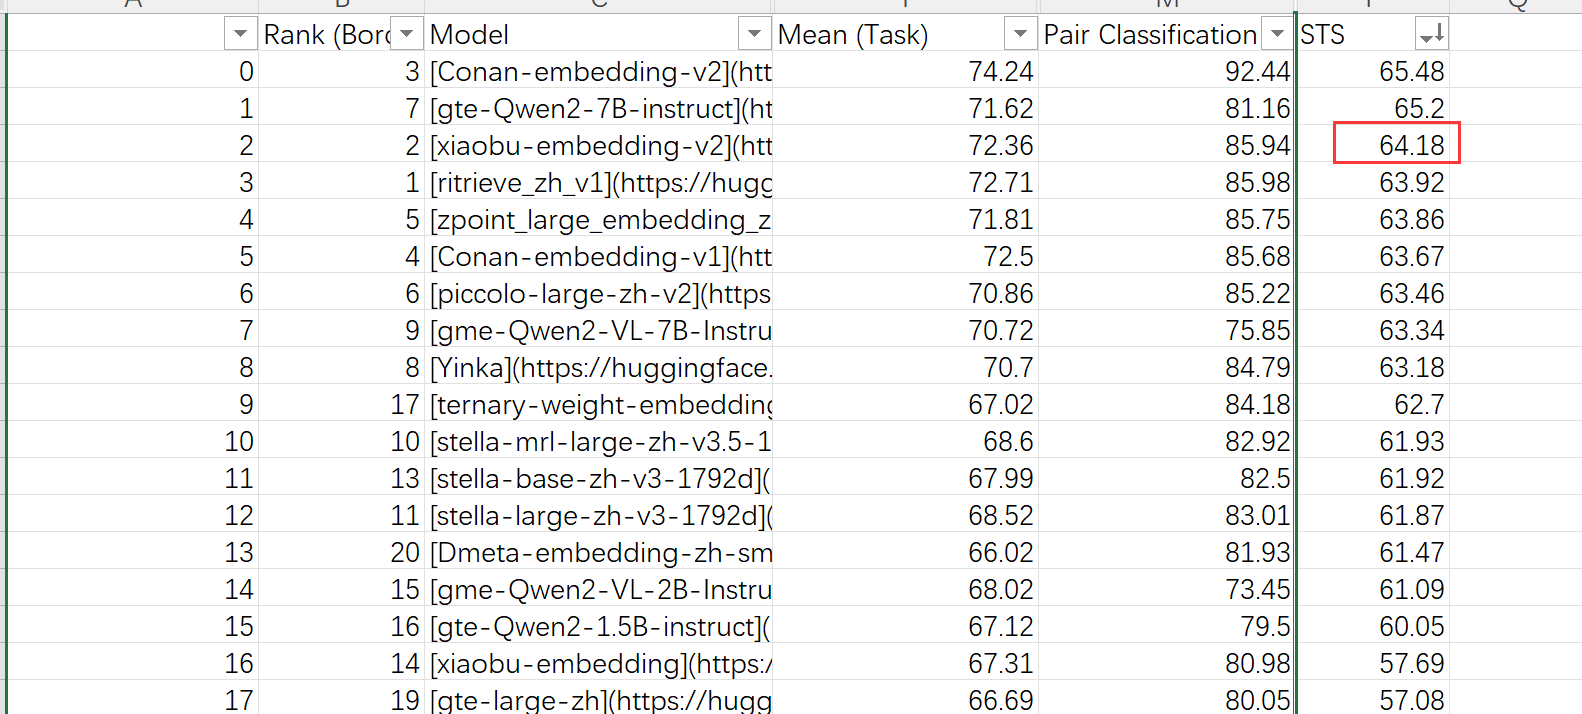 Rank (Bord Model Mean (Task) Pair Classification STS
0 3 [Conan-embedding-v2](htt 74.24 92.44 65.48
1 7 [gte-Qwen2-7B-instruct](ht 71.62 81.16 65.2
2 2 [xiaobu-embedding-v2](htt 72.36 85.94 64.18
3 1 [ritrieve_zh_v1](https://hugg 72.71 85.98 63.92
4 5 [zpoint_large_embedding_z 71.81 85.75 63.86
5 4 [Conan-embedding-v1](htt 72.5 85.68 63.67
6 6 [piccolo-large-zh-v2](https 70.86 85.22 63.46
7 9 [gme-Qwen2-VL-7B-Instru 70.72 75.85 63.34
8 8 [Yinka](https://huggingface. 70.7 84.79 63.18
9 17 [ternary-weight-embedding 67.02 84.18 62.7
10 10 [stella-mrl-large-zh-v3.5-1 68.6 82.92 61.93
11 13 [stella-base-zh-v3-1792d]( 67.99 82.5 61.92
12 11 [stella-large-zh-v3-1792d]( 68.52 83.01 61.87
13 20 [Dmeta-embedding-zh-sm 66.02 81.93 61.47
14 15 [gme-Qwen2-VL-2B-Instru 68.02 73.45 61.09
15 16 [gte-Qwen2-1.5B-instruct]( 67.12 79.5 60.05
16 14 [xiaobu-embedding](https:/ 67.31 80.98 57.69
17 19 [gte-large-zh](https://hugg 66.69 80.05 57.08